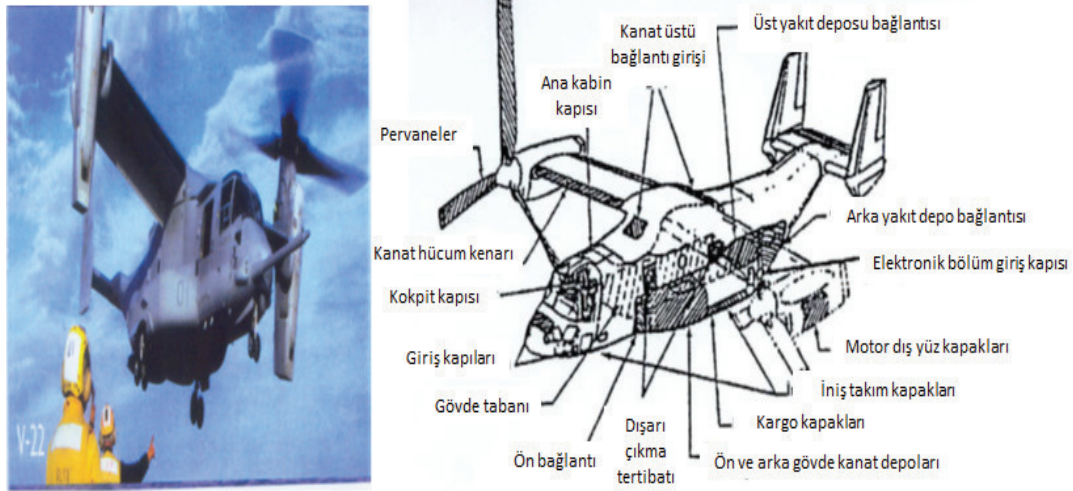 V-22
01
Kanat üstü
bağlantı girişi
Üst yakıt deposu bağlantısı
Ana kabin
kapısı
Pervaneler
Arka yakıt depo bağlantısı
Kanat hücum kenarı
Elektronik bölüm giriş kapısı
Kokpit kapısı
Giriş kapıları
Motor dış yüz kapakları
İniş takım kapakları
Gövde tabanı
Kargo kapakları
Dışarı
çıkma
tertibatı
Ön bağlantı
Ön ve arka gövde kanat depoları